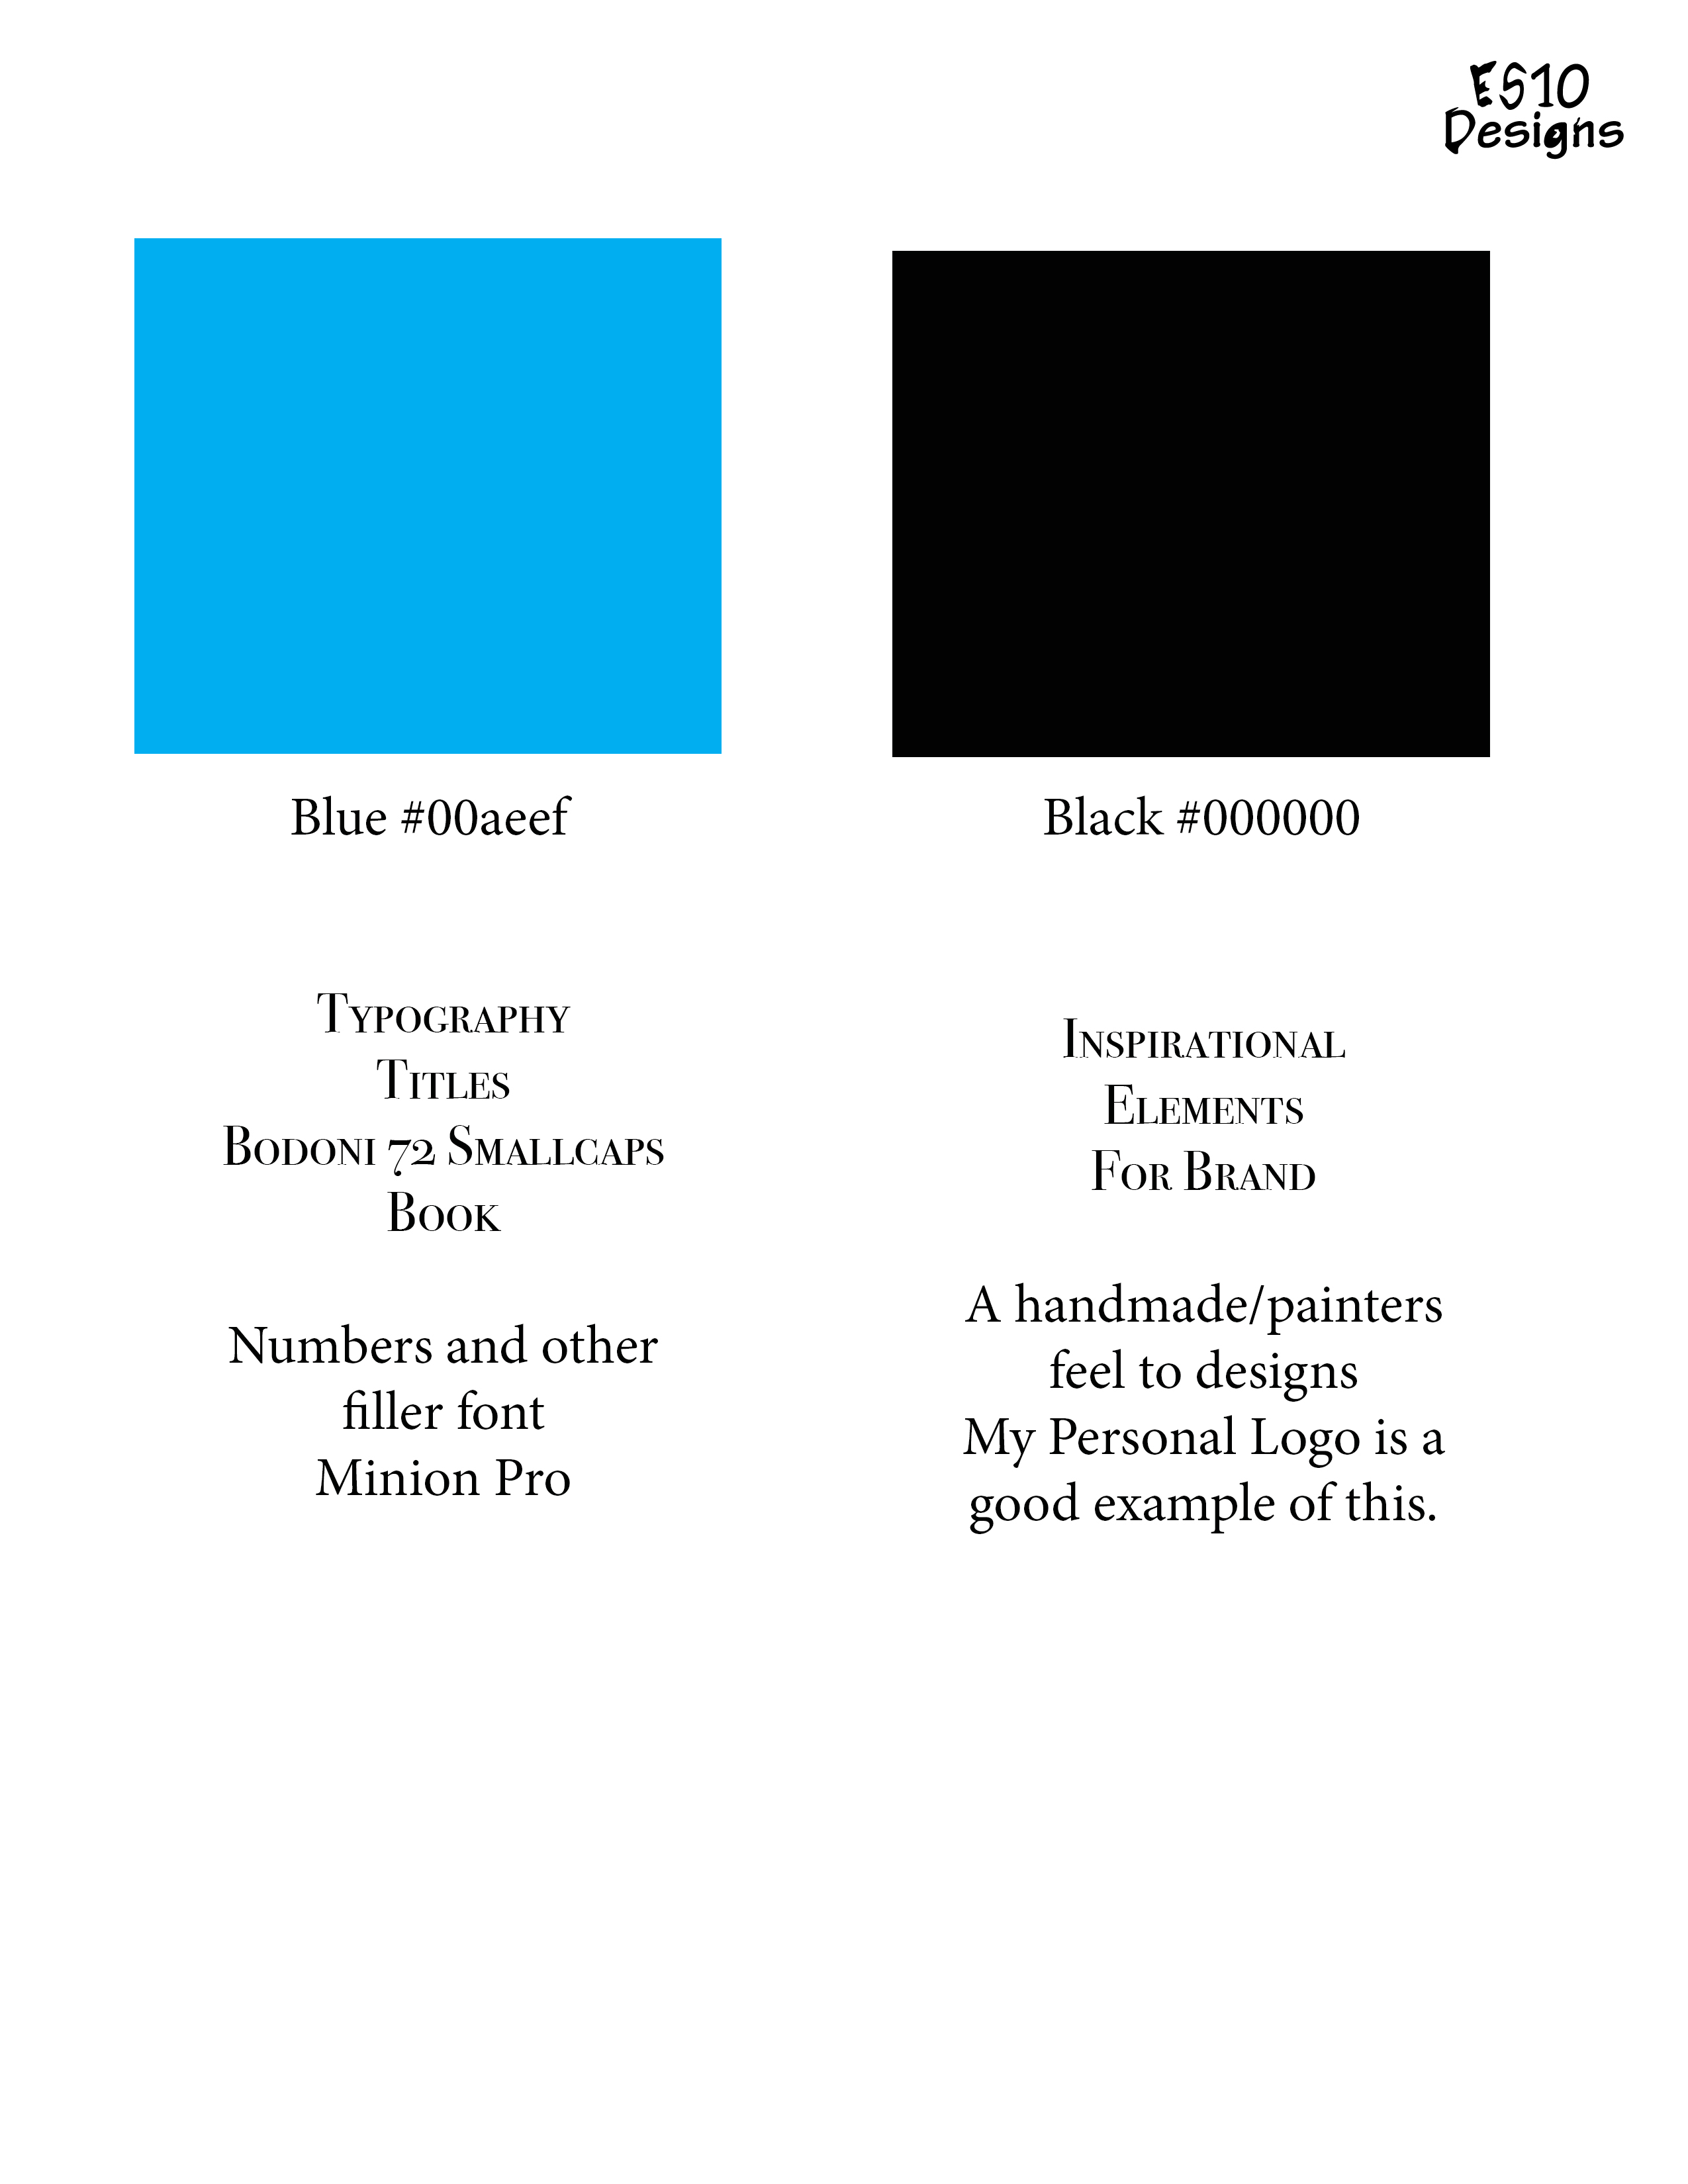 ES10
Designs
Blue #00aeef
Black #000000
Typography
Titles
Bodoni 72 Smallcaps
Book
Numbers and other
filler font
Minion Pro
Inspirational
Elements
For Brand
A handmade/painters
feel to designs
My Personal Logo is a
good example of this.